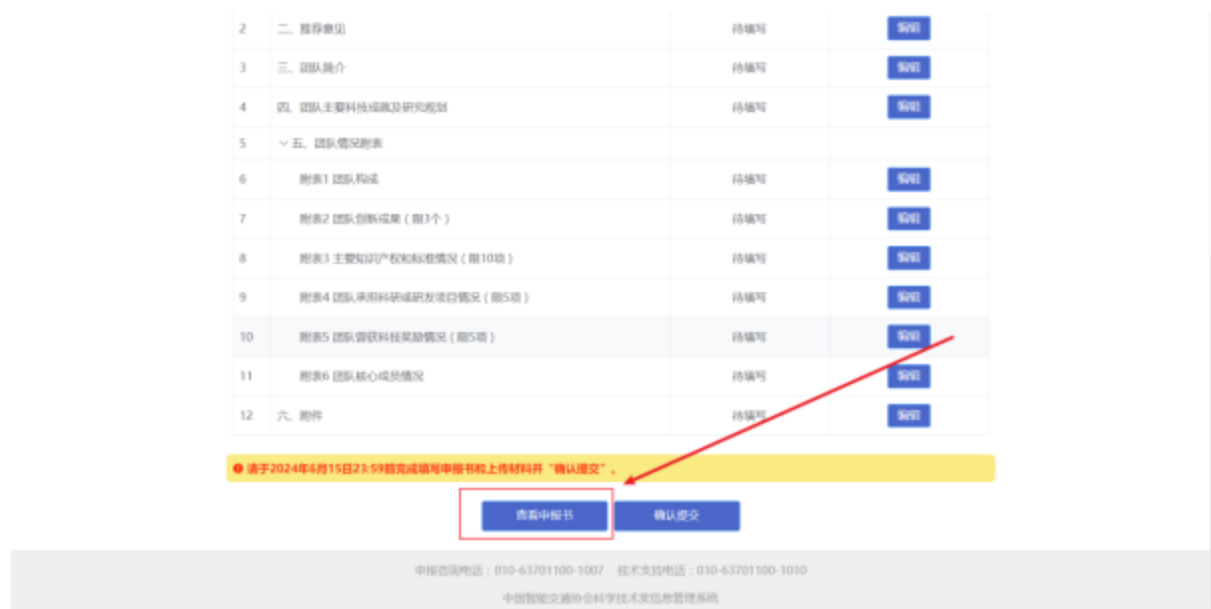 2 二、推荐意见 待填写 编辑
3 三、团队简介 待填写 编辑
4 四、团队主要科技成就及研究规划 待填写 编辑
5 五、团队情况附表
6 附表1 团队构成 待填写 编辑
7 附表2 团队创新成果 ( 限3个 ) 待填写 编辑
8 附表3 主要知识产权和标准情况 ( 限10项 ) 待填写 编辑
9 附表4 团队承担科研或研发项目情况 ( 限5项 ) 待填写 编辑
10 附表5 团队曾获科技奖励情况 ( 限5项 ) 待填写 编辑
11 附表6 团队核心成员情况 待填写 编辑
12 六、附件 待填写 编辑
请于2024年6月15日23:59前完成填写申报书和上传材料并“确认提交”。
查看申报书 确认提交
申报咨询电话：010-63701100-1007 技术支持电话：010-63701100-1010
中国智能交通协会科学技术奖信息管理系统